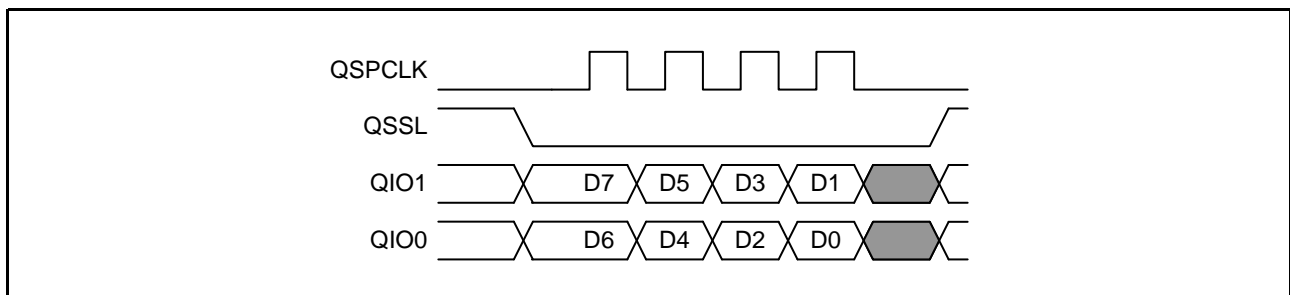 QSPCLK
QSSL
QIO1 D7 D5 D3 D1
QIO0 D6 D4 D2 D0